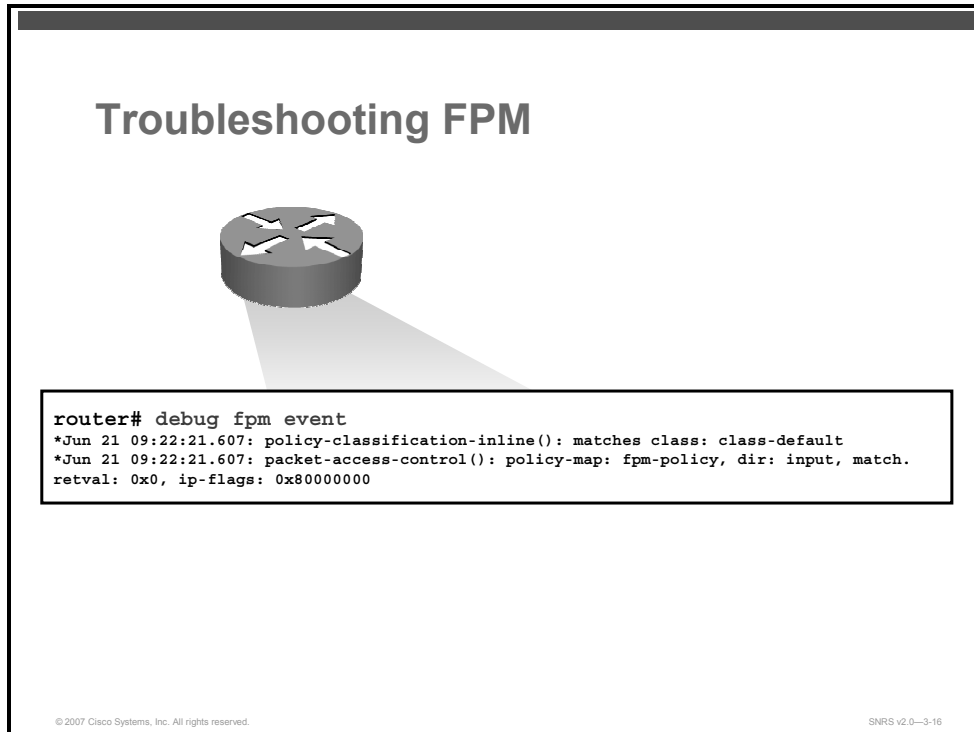 Troubleshooting FPM
router# debug fpm event
*Jun 21 09:22:21.607: policy-classification-inline(): matches class: class-default
*Jun 21 09:22:21.607: packet-access-control(): policy-map: fpm-policy, dir: input, match.
retval: 0x0, ip-flags: 0x80000000
© 2007 Cisco Systems, Inc. All rights reserved.
SNRS v2.0—3-16